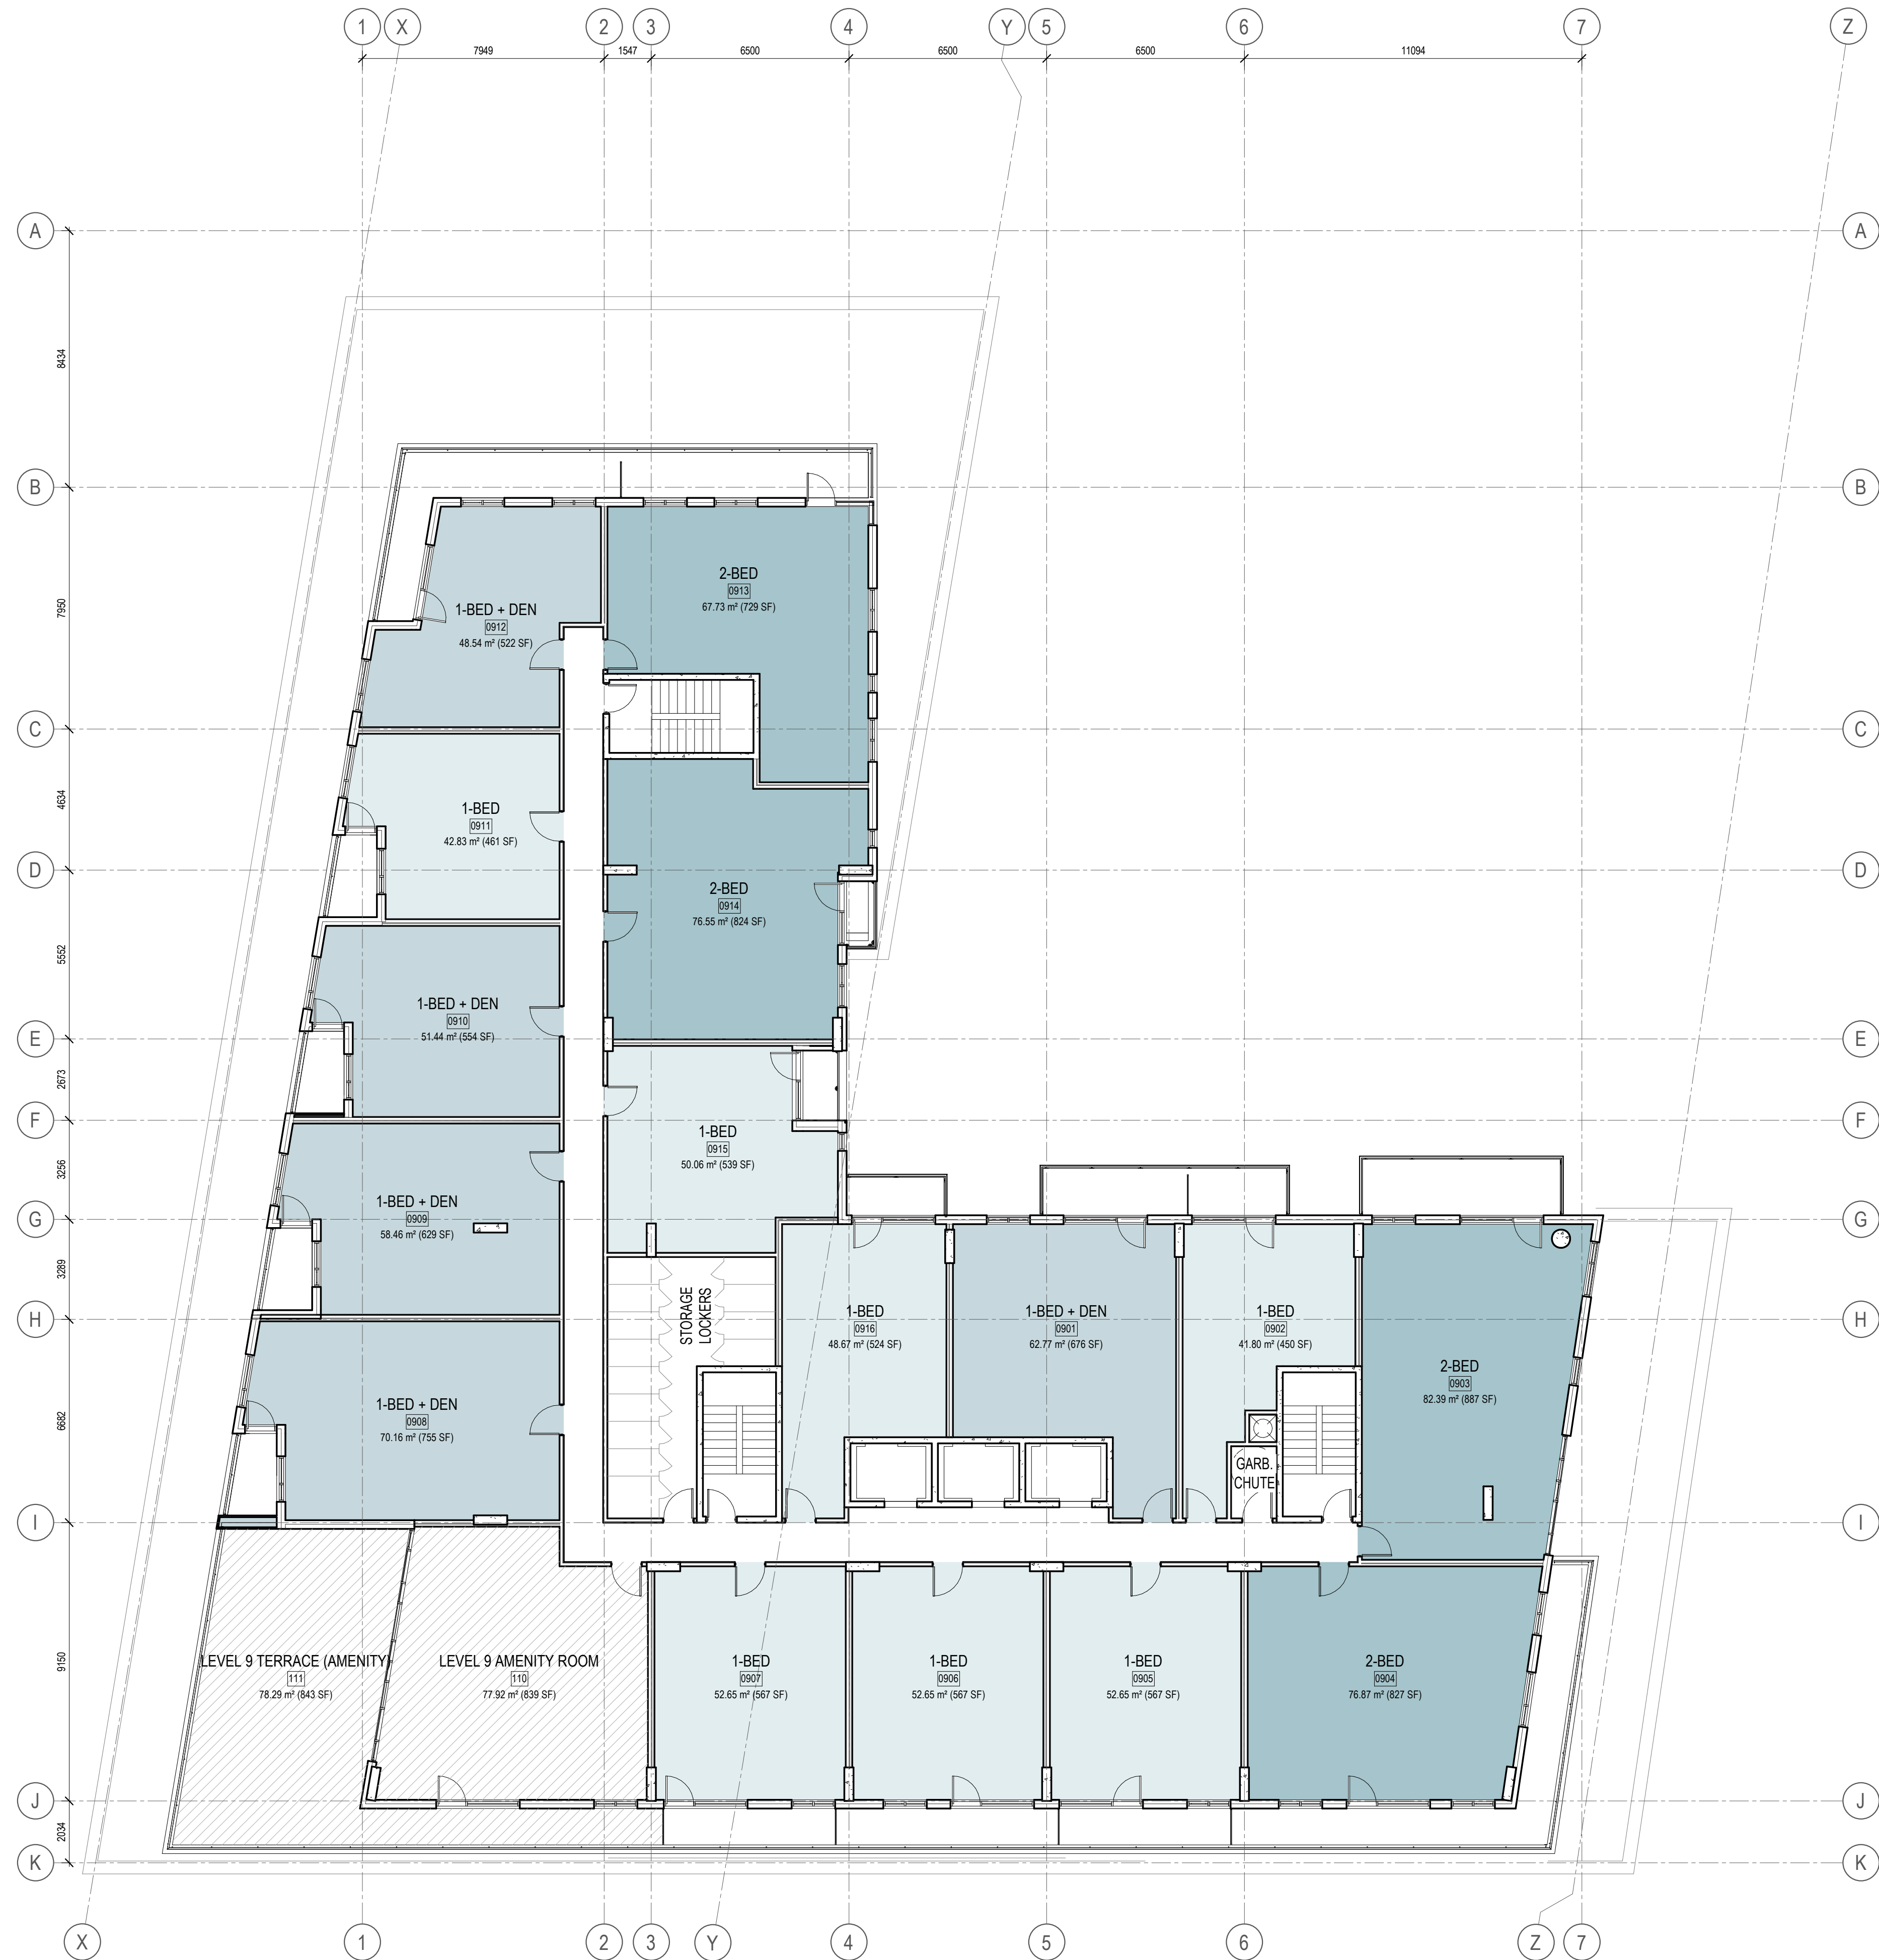 1
X
2
3
4
Y
5
6
7
Z
7949
1547
6500
6500
6500
11094
A
A
8434
B
B
2-BED
0913
67.73 m² (729 SF)
7950
1-BED + DEN
0912
48.54 m² (522 SF)
C
C
4634
1-BED
0911
42.83 m² (461 SF)
D
D
2-BED
0914
76.55 m² (824 SF)
5552
1-BED + DEN
0910
51.44 m² (554 SF)
E
E
2673
F
F
1-BED
0915
50.06 m² (539 SF)
3256
1-BED + DEN
0909
58.46 m² (629 SF)
G
G
3289
STORAGE
LOCKERS
H
H
1-BED
0916
48.67 m² (524 SF)
1-BED + DEN
0901
62.77 m² (676 SF)
1-BED
0902
41.80 m² (450 SF)
2-BED
0903
82.39 m² (887 SF)
6682
1-BED + DEN
0908
70.16 m² (755 SF)
GARB.
CHUTE
I
I
9150
LEVEL 9 TERRACE (AMENITY)
111
78.29 m² (843 SF)
LEVEL 9 AMENITY ROOM
110
77.92 m² (839 SF)
1-BED
0907
52.65 m² (567 SF)
1-BED
0906
52.65 m² (567 SF)
1-BED
0905
52.65 m² (567 SF)
2-BED
0904
76.87 m² (827 SF)
J
J
2034
K
K
X
1
2
3
Y
4
5
6
Z
7